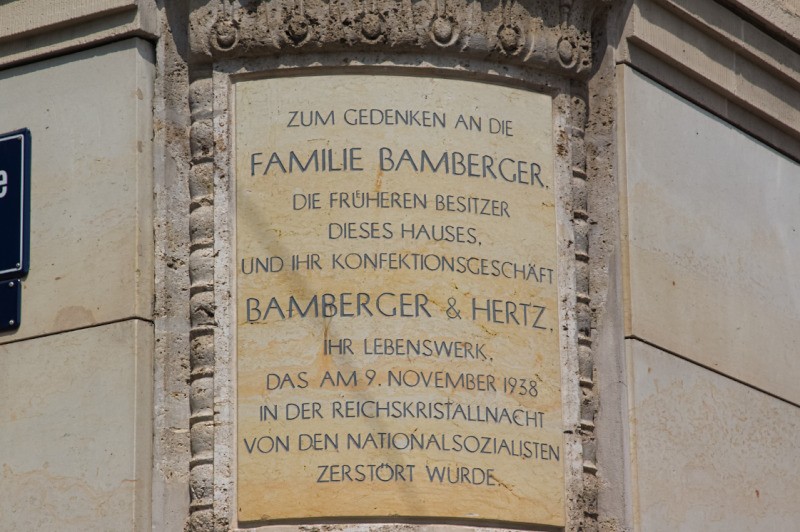 ZUM GEDENKEN AN DIE
FAMILIE BAMBERGER,
DIE FRÜHEREN BESITZER
DIESES HAUSES,
UND IHR KONFEKTIONSGESCHÄFT
BAMBERGER & HERTZ,
IHR LEBENSWERK,
DAS AM 9. NOVEMBER 1938
IN DER REICHSKRISTALLNACHT
VON DEN NATIONALSOZIALISTEN
ZERSTÖRT WURDE.